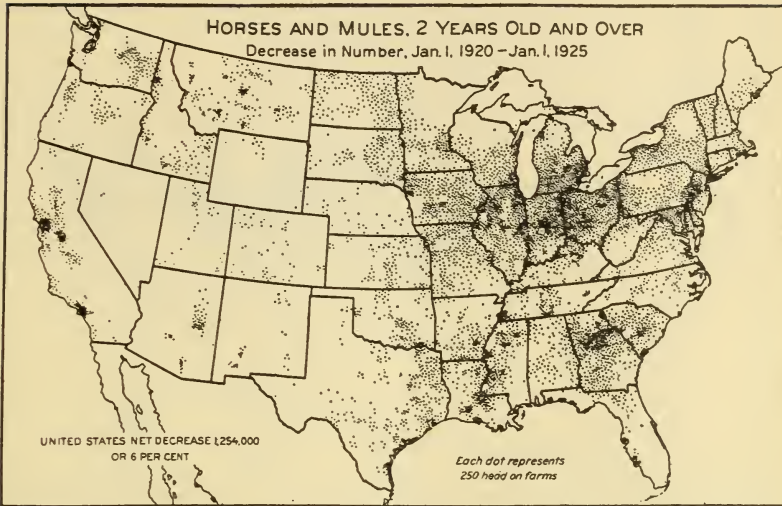 HORSES AND MULES, 2 YEARS OLD AND OVER
Decrease in Number, Jan. 1, 1920 – Jan. 1, 1925
UNITED STATES NET DECREASE 1,254,000
OR 6 PER CENT
Each dot represents
250 head on farms